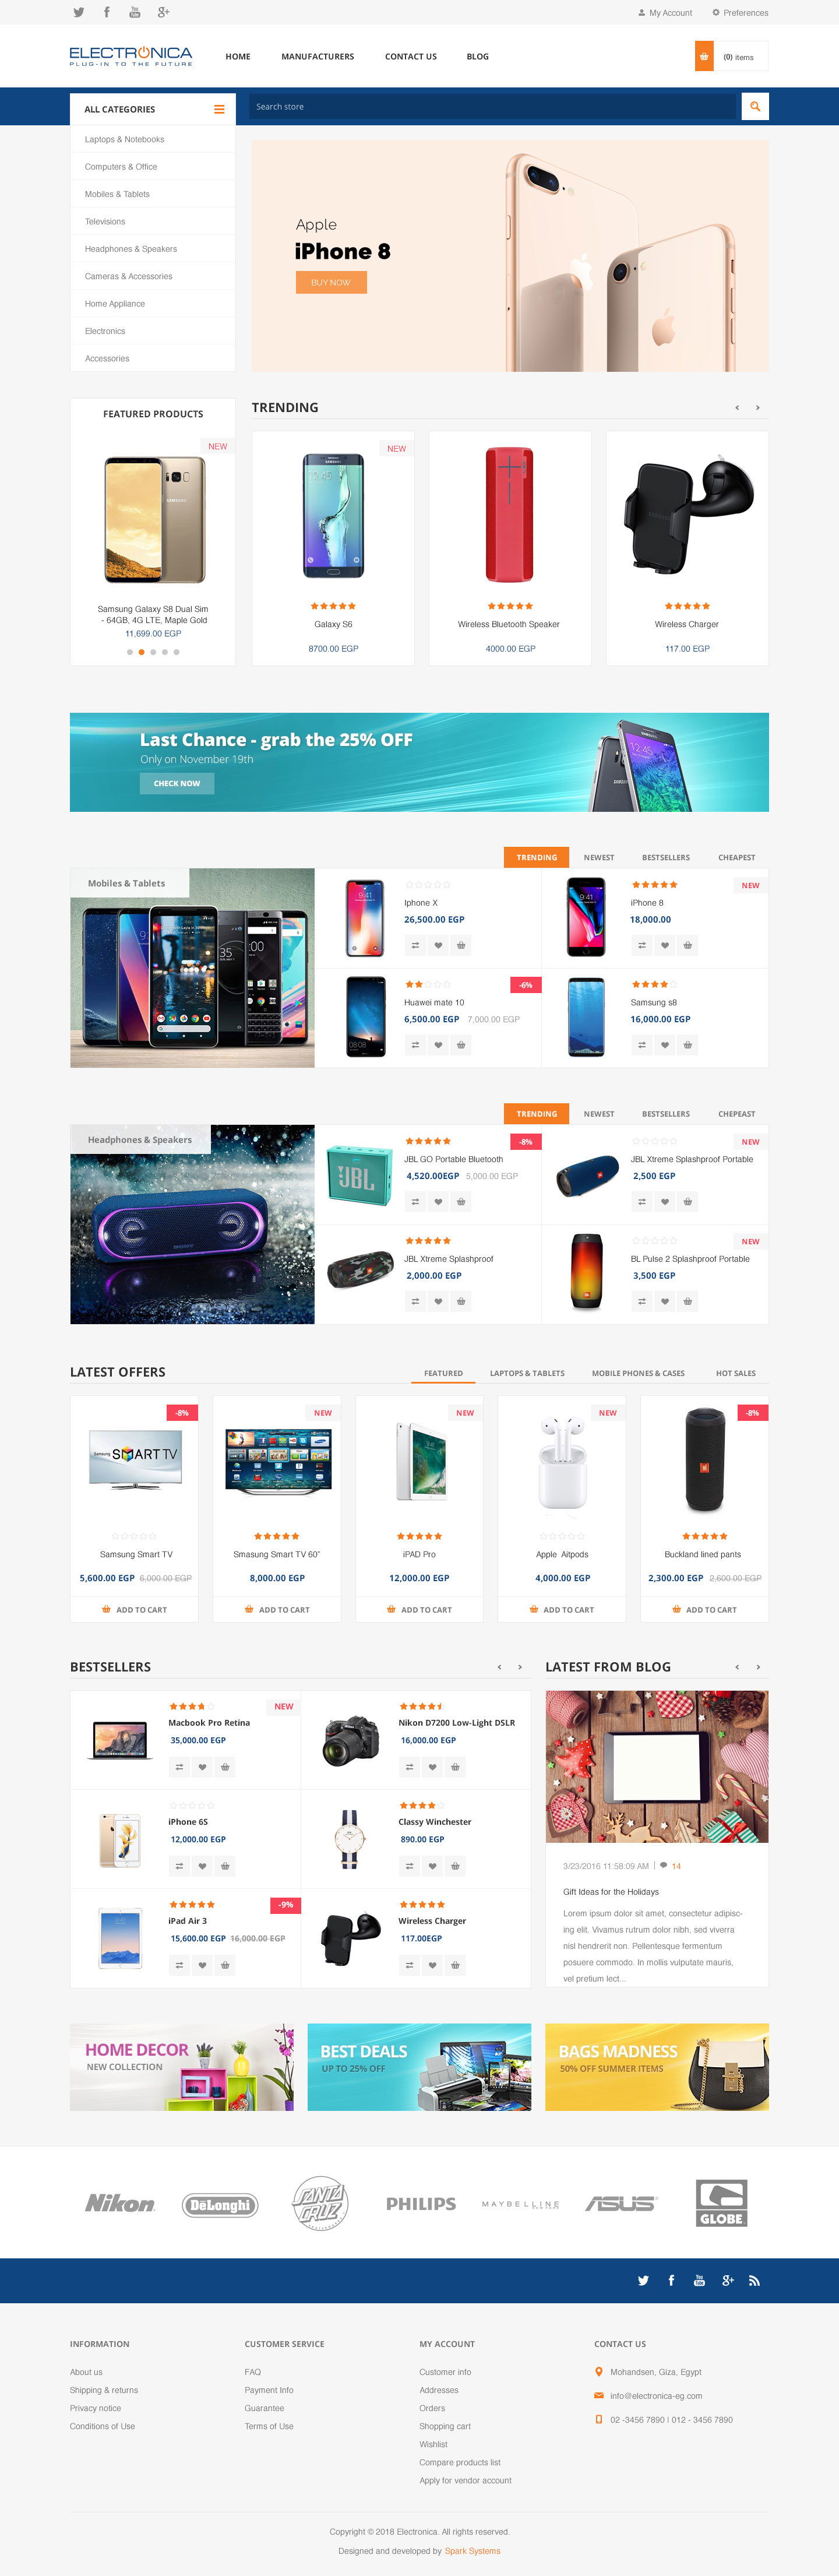 My Account
Preferences
ELECTRONICA
PLUG-IN TO THE FUTURE
HOME
MANUFACTURERS
CONTACT US
BLOG
(0) items
ALL CATEGORIES
Search store
Laptops & Notebooks
Computers & Office
Mobiles & Tablets
Televisions
Headphones & Speakers
Cameras & Accessories
Home Appliance
Electronics
Accessories
Apple
iPhone 8
BUY NOW
FEATURED PRODUCTS
NEW
Samsung Galaxy S8 Dual Sim
- 64GB, 4G LTE, Maple Gold
11,699.00 EGP
TRENDING
NEW
Galaxy S6
8700.00 EGP
Wireless Bluetooth Speaker
4000.00 EGP
Wireless Charger
117.00 EGP
Last Chance - grab the 25% OFF
Only on November 19th
CHECK NOW
TRENDING
NEWEST
BESTSELLERS
CHEAPEST
Mobiles & Tablets
Iphone X
26,500.00 EGP
NEW
iPhone 8
18,000.00
-6%
Huawei mate 10
6,500.00 EGP 7,000.00 EGP
Samsung s8
16,000.00 EGP
TRENDING
NEWEST
BESTSELLERS
CHEPEAST
Headphones & Speakers
-8%
JBL GO Portable Bluetooth
4,520.00EGP 5,000.00 EGP
NEW
JBL Xtreme Splashproof Portable
2,500 EGP
JBL Xtreme Splashproof
2,000.00 EGP
NEW
BL Pulse 2 Splashproof Portable
3,500 EGP
LATEST OFFERS
FEATURED
LAPTOPS & TABLETS
MOBILE PHONES & CASES
HOT SALES
-8%
Samsung SMART TV
Samsung Smart TV
5,600.00 EGP 6,000.00 EGP
ADD TO CART
NEW
Smasung Smart TV 60"
8,000.00 EGP
ADD TO CART
NEW
iPAD Pro
12,000.00 EGP
ADD TO CART
NEW
Apple Aitpods
4,000.00 EGP
ADD TO CART
-8%
Buckland lined pants
2,300.00 EGP 2,600.00 EGP
ADD TO CART
BESTSELLERS
NEW
Macbook Pro Retina
35,000.00 EGP
Nikon D7200 Low-Light DSLR
16,000.00 EGP
iPhone 6S
12,000.00 EGP
Classy Winchester
890.00 EGP
-9%
iPad Air 3
15,600.00 EGP 16,000.00 EGP
Wireless Charger
117.00EGP
LATEST FROM BLOG
3/23/2016 11:58:09 AM | 14
Gift Ideas for the Holidays
Lorem ipsum dolor sit amet, consectetur adipisc-
ing elit. Vivamus rutrum dolor nibh, sed viverra
nisl hendrerit non. Pellentesque fermentum
posuere commodo. In mollis vulputate mauris,
vel pretium lect...
HOME DECOR
NEW COLLECTION
BEST DEALS
UP TO 25% OFF
BAGS MADNESS
50% OFF SUMMER ITEMS
Nikon
DeLonghi
SANTA CRUZ
PHILIPS
MAYBELLINE
ASUS
GLOBE
INFORMATION
About us
Shipping & returns
Privacy notice
Conditions of Use
CUSTOMER SERVICE
FAQ
Payment Info
Guarantee
Terms of Use
MY ACCOUNT
Customer info
Addresses
Orders
Shopping cart
Wishlist
Compare products list
Apply for vendor account
CONTACT US
Mohandsen, Giza, Egypt
info@electronica-eg.com
02 -3456 7890 | 012 - 3456 7890
Copyright © 2018 Electronica. All rights reserved.
Designed and developed by Spark Systems